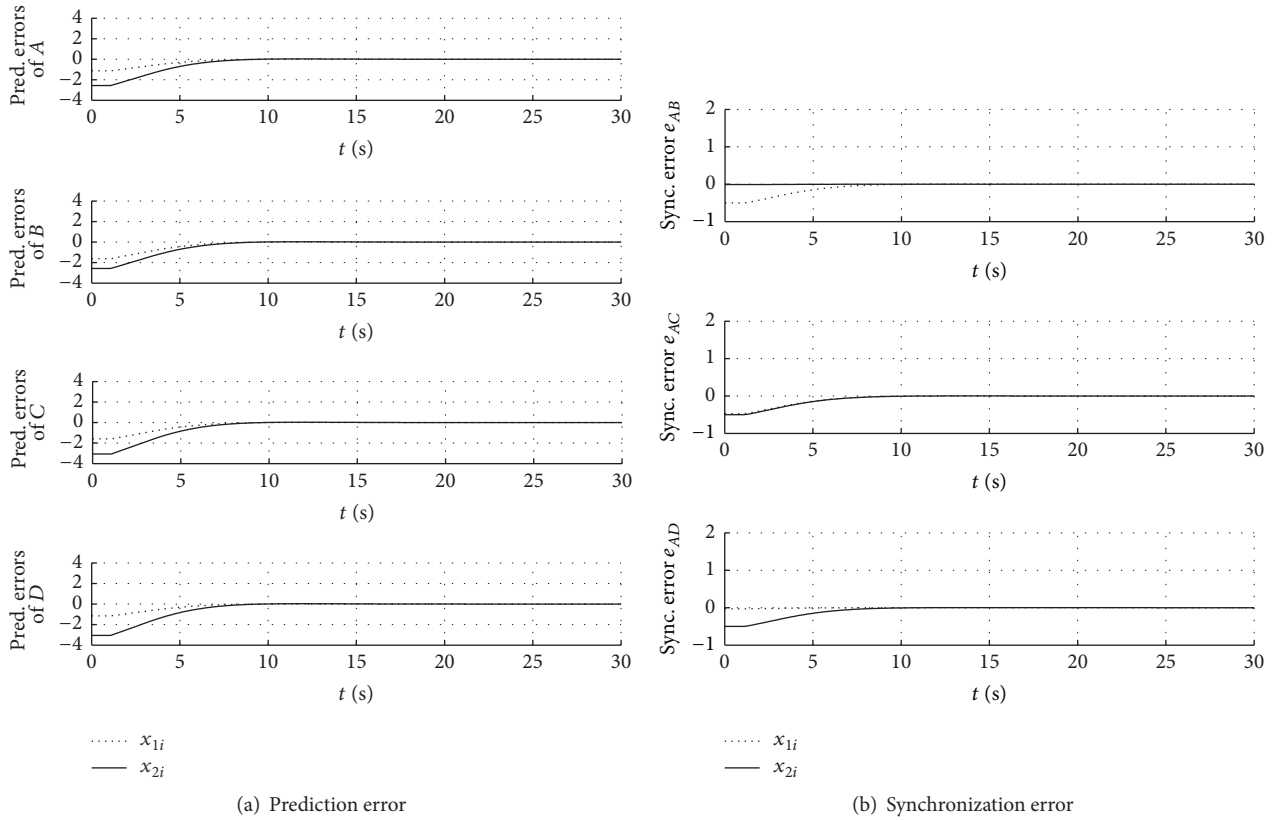 Pred. errors
of A
4
2
0
−2
−4
0 5 10 15 20 25 30
t (s)
Pred. errors
of B
4
2
0
−2
−4
0 5 10 15 20 25 30
t (s)
Pred. errors
of C
4
2
0
−2
−4
0 5 10 15 20 25 30
t (s)
Pred. errors
of D
4
2
0
−2
−4
0 5 10 15 20 25 30
t (s)
x1i
x2i
(a) Prediction error
Sync. error eAB
2
1
0
−1
0 5 10 15 20 25 30
t (s)
Sync. error eAC
2
1
0
−1
0 5 10 15 20 25 30
t (s)
Sync. error eAD
2
1
0
−1
0 5 10 15 20 25 30
t (s)
x1i
x2i
(b) Synchronization error